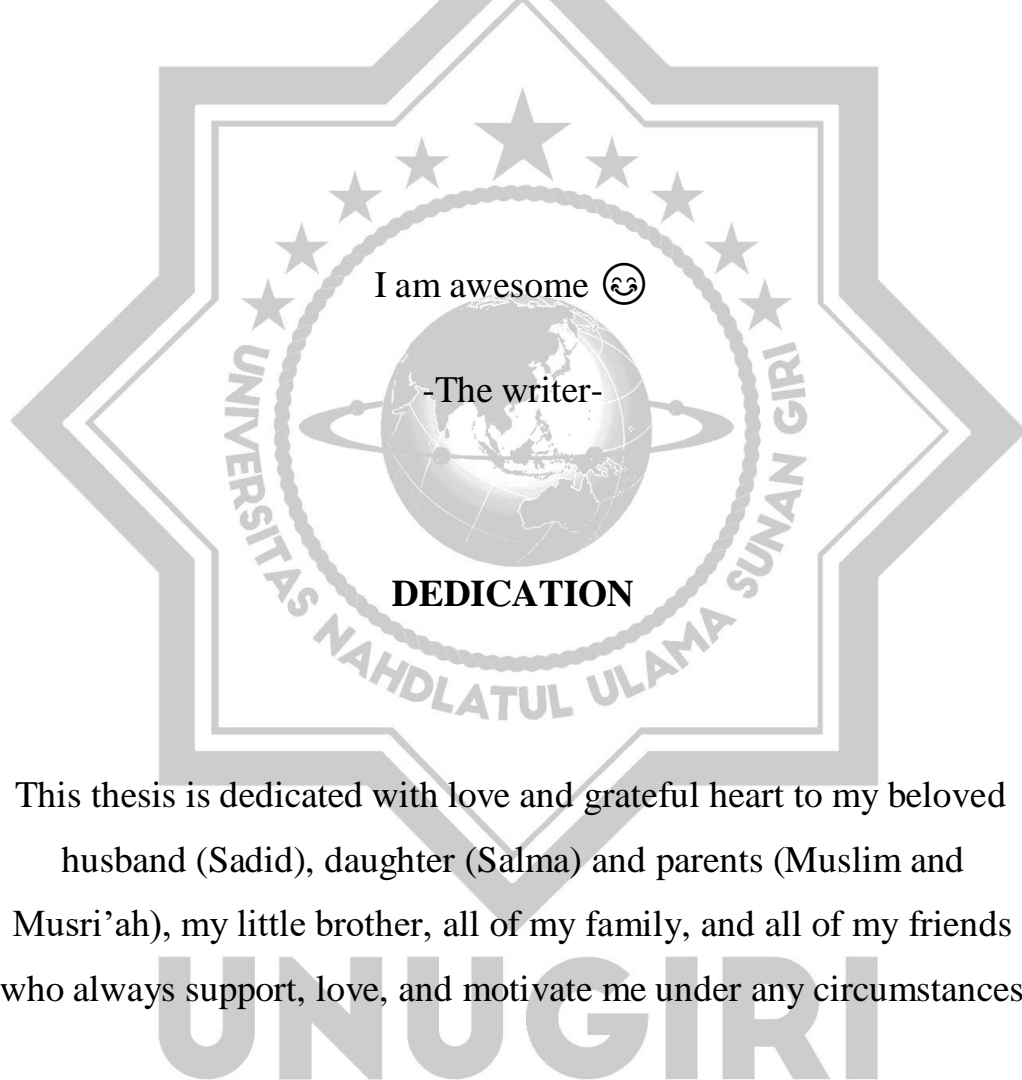 I am awesome 😊
-The writer-
UNIVERSITAS NAHDLATUL ULAMA SUNAN GIRI
DEDICATION
This thesis is dedicated with love and grateful heart to my beloved
husband (Sadid), daughter (Salma) and parents (Muslim and
Musri’ah), my little brother, all of my family, and all of my friends
who always support, love, and motivate me under any circumstances
UNUGIRI